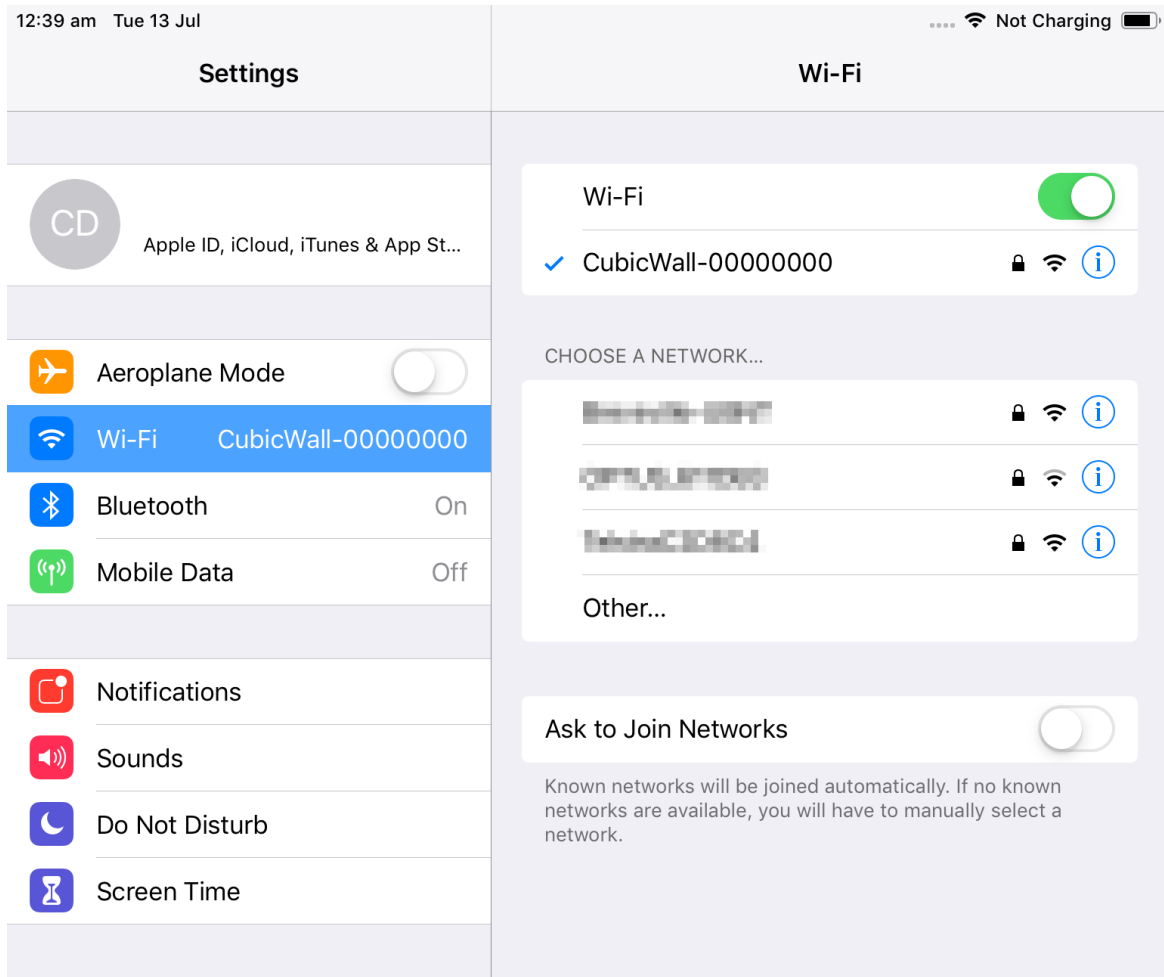 12:39 am Tue 13 Jul
Not Charging
Settings
CD
Apple ID, iCloud, iTunes & App St...
Aeroplane Mode
Wi-Fi CubicWall-00000000
Bluetooth On
Mobile Data Off
Notifications
Sounds
Do Not Disturb
Screen Time
Wi-Fi
Wi-Fi
CubicWall-00000000
CHOOSE A NETWORK...
Other...
Ask to Join Networks
Known networks will be joined automatically. If no known
networks are available, you will have to manually select a
network.